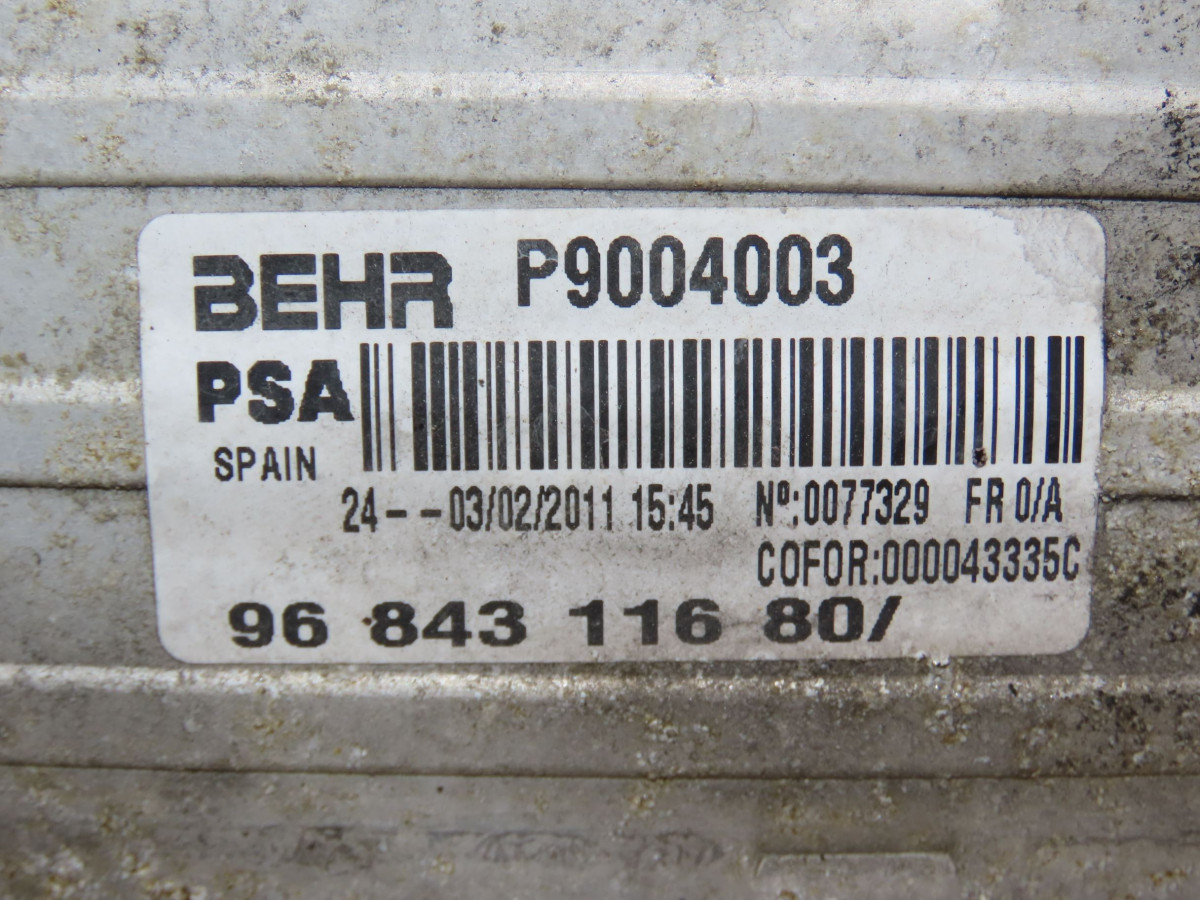 BEHR P9004003
PSA
SPAIN
24-- -03/02/2011 15:45 Nº:0077329 FR 0/A
COFOR:000043335C
96 843 116 80/